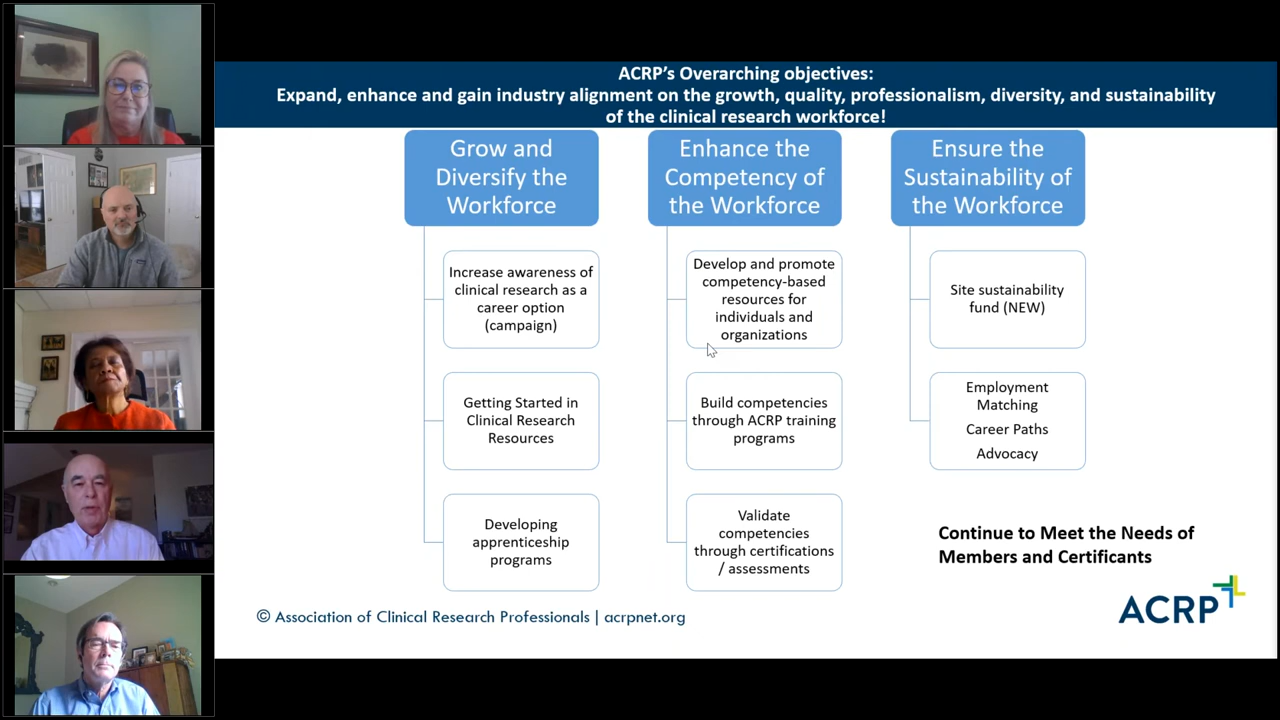 ACRP's Overarching objectives:
Expand, enhance and gain industry alignment on the growth, quality, professionalism, diversity, and sustainability
of the clinical research workforce!
Grow and
Diversify the
Workforce
Increase awareness of
clinical research as a
career option
(campaign)
Getting Started in
Clinical Research
Resources
Developing
apprenticeship
programs
Enhance the
Competency of
the Workforce
Develop and promote
competency-based
resources for
individuals and
organizations
Build competencies
through ACRP training
programs
Validate
competencies
through certifications
/ assessments
Ensure the
Sustainability of
the Workforce
Site sustainability
fund (NEW)
Employment
Matching
Career Paths
Advocacy
Continue to Meet the Needs of
Members and Certificants
© Association of Clinical Research Professionals | acrpnet.org
ACRP